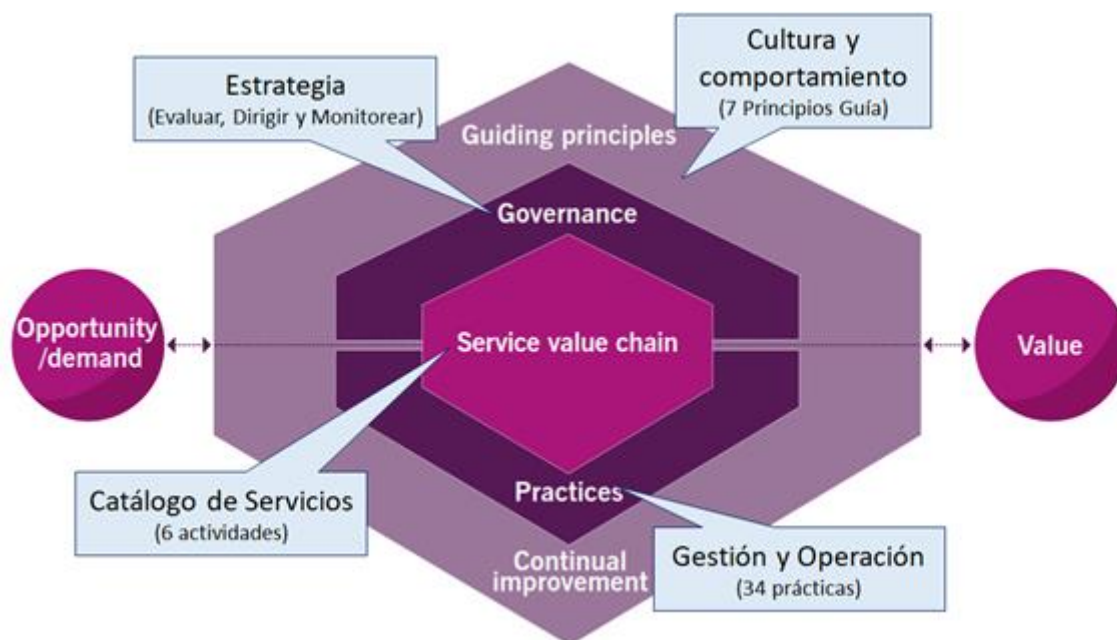 Cultura y
comportamiento
(7 Principios Guía)
Estrategia
(Evaluar, Dirigir y Monitorear)
Guiding principles
Governance
Opportunity
/demand
Service value chain
Value
Catálogo de Servicios
(6 actividades)
Practices
Gestión y Operación
(34 prácticas)
Continual
improvement